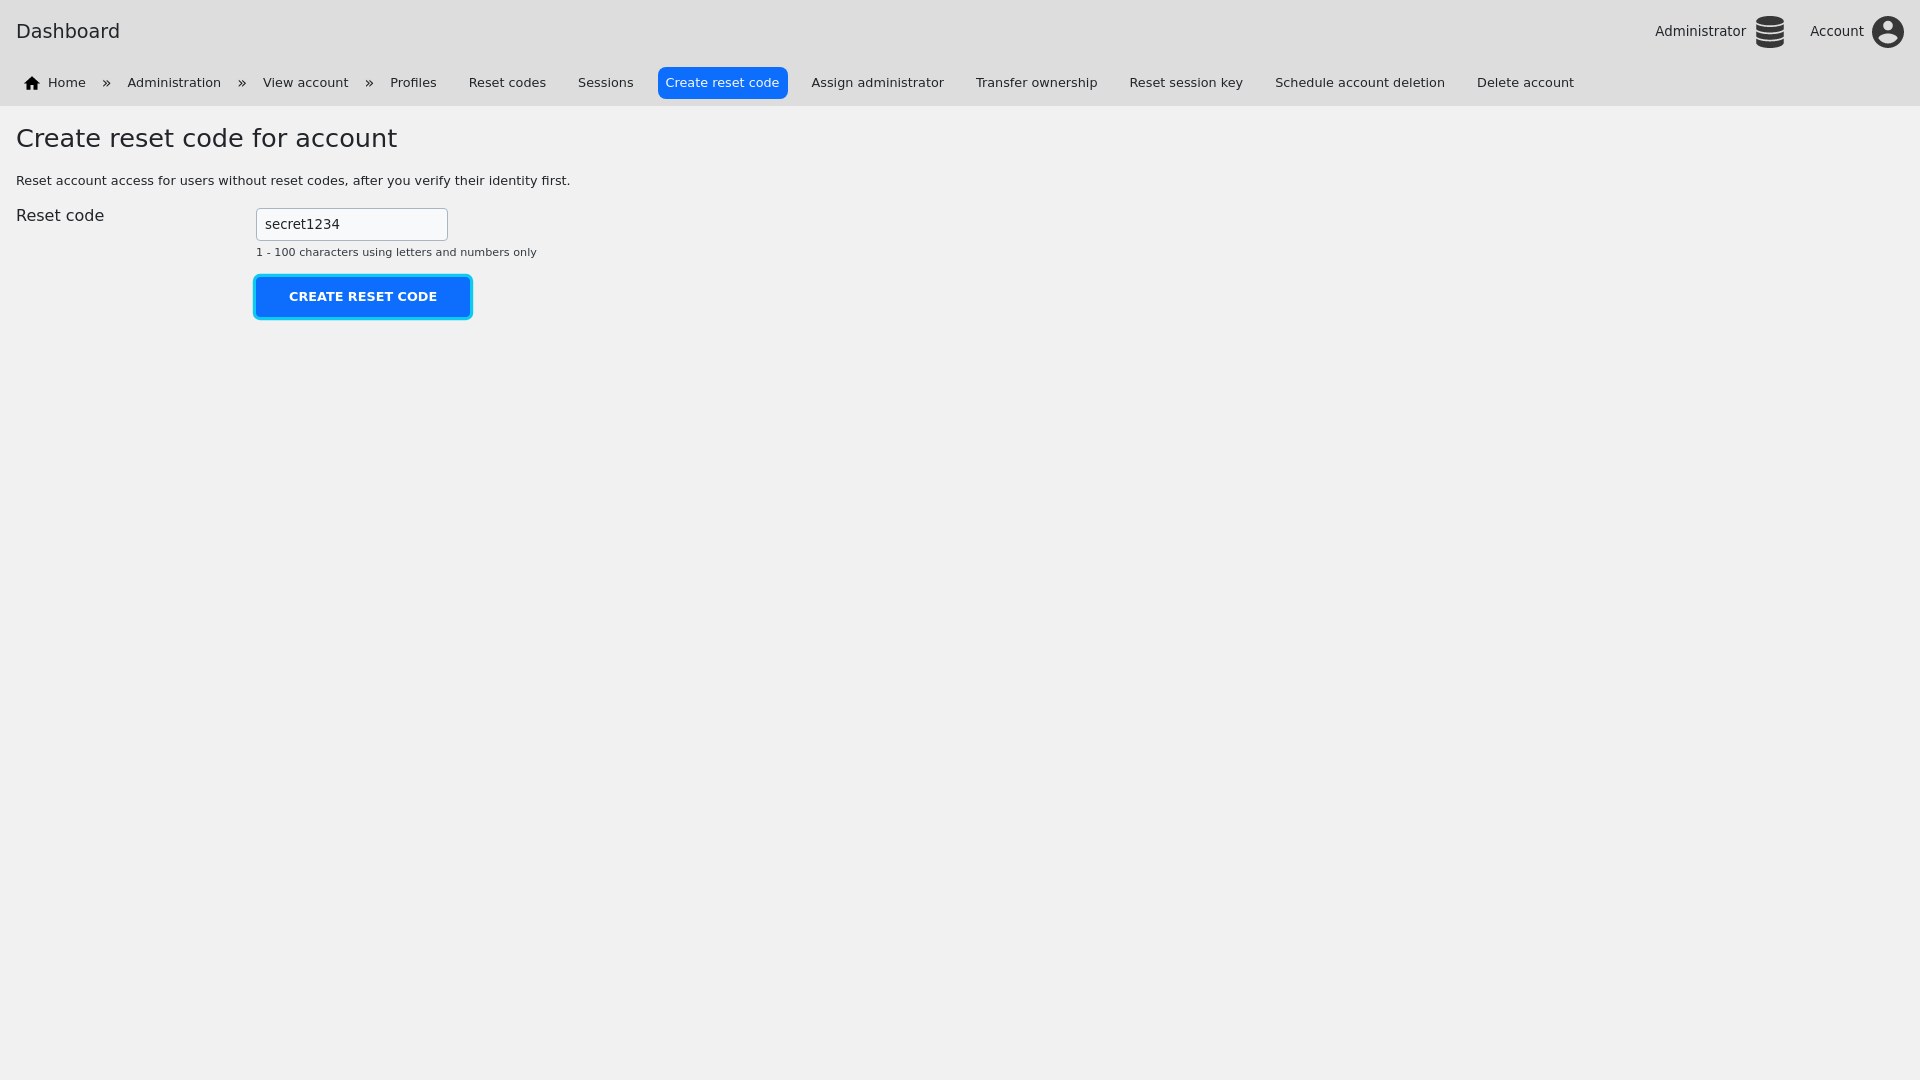 Dashboard
Administrator
Account
Home » Administration » View account » Profiles Reset codes Sessions Create reset code Assign administrator Transfer ownership Reset session key Schedule account deletion Delete account
Create reset code for account
Reset account access for users without reset codes, after you verify their identity first.
Reset code
secret1234
1 - 100 characters using letters and numbers only
CREATE RESET CODE